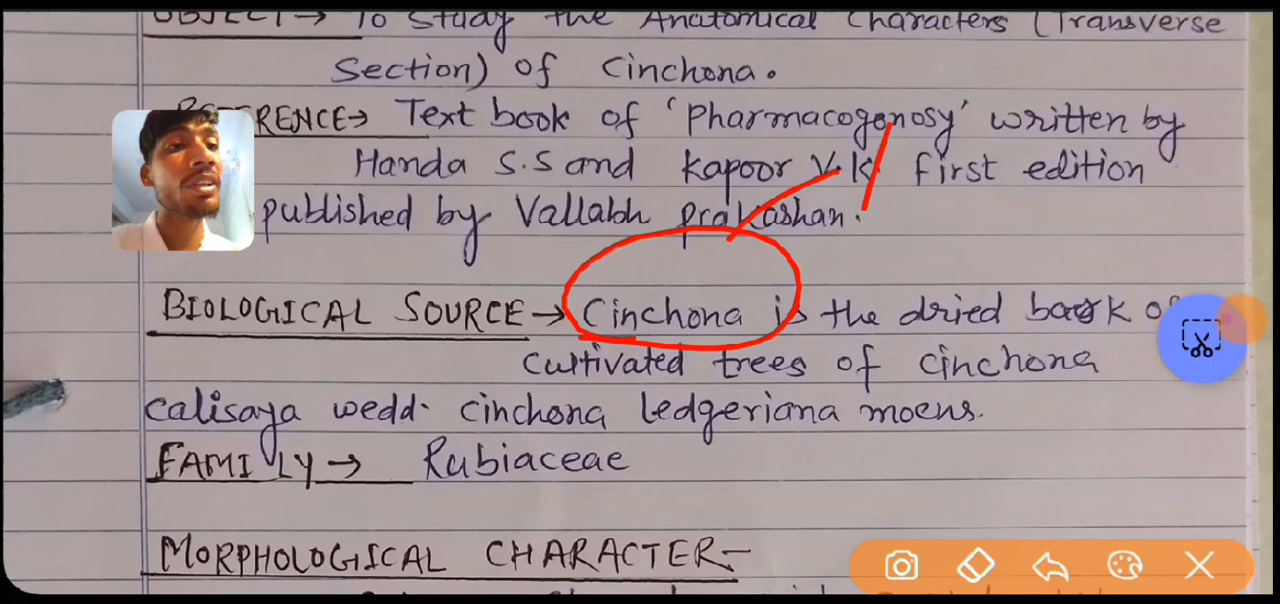 OBJECT → To study the Anatomical Characters (Transverse
Section) of Cinchona.
RENCE→ Text book of 'Pharmacogonosy' written by
Handa S.S and Kapoor V.K first edition
published by Vallabh prakashan.
BIOLOGICAL SOURCE → Cinchona is the dried bark of
cultivated trees of cinchona
calisaya wedd. cinchona ledgeriana moens.
FAMILY → Rubiaceae
MORPHOLOGICAL CHARACTER-